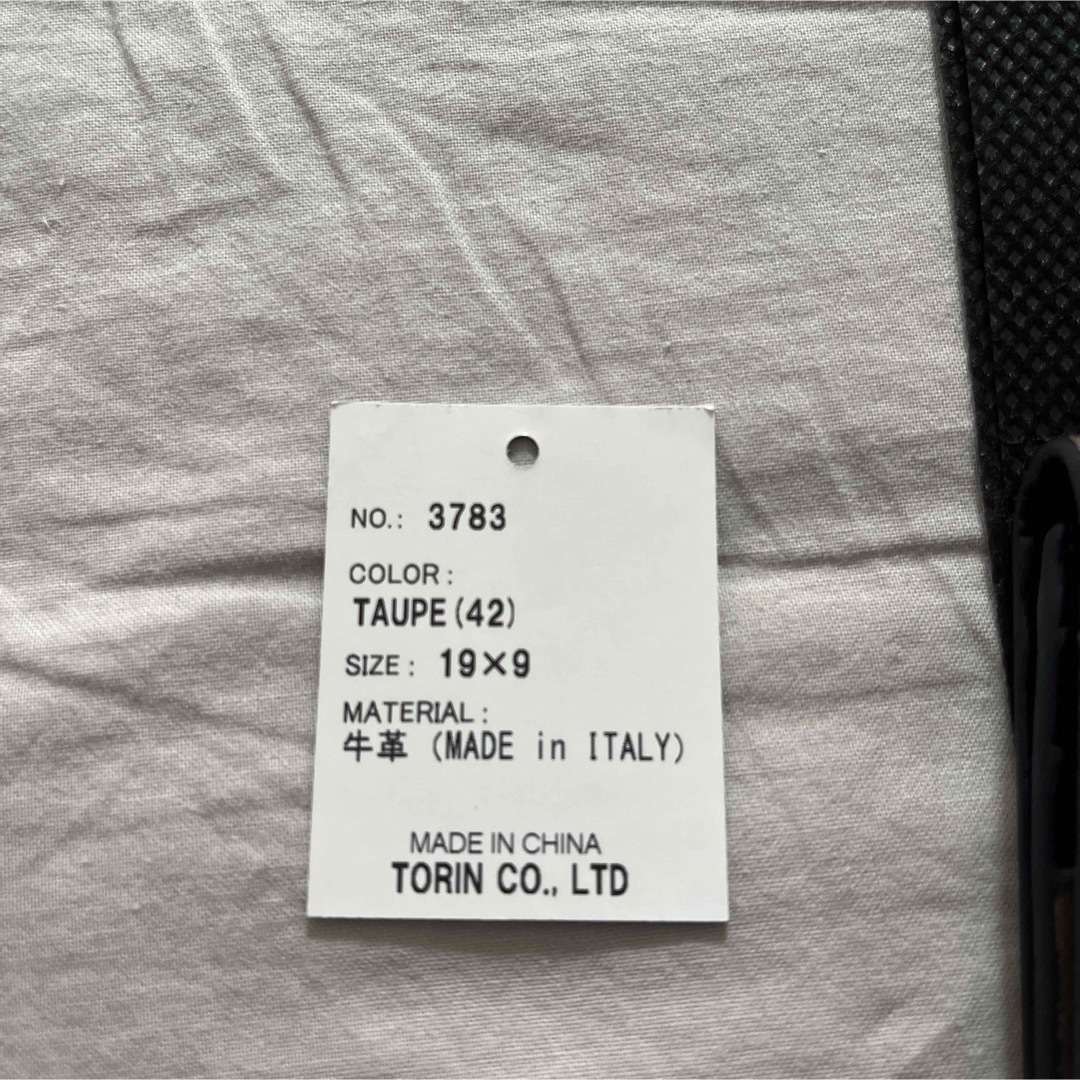 NO.: 3783
COLOR:
TAUPE(42)
SIZE: 19×9
MATERIAL:
牛革 (MADE in ITALY)
MADE IN CHINA
TORIN CO., LTD